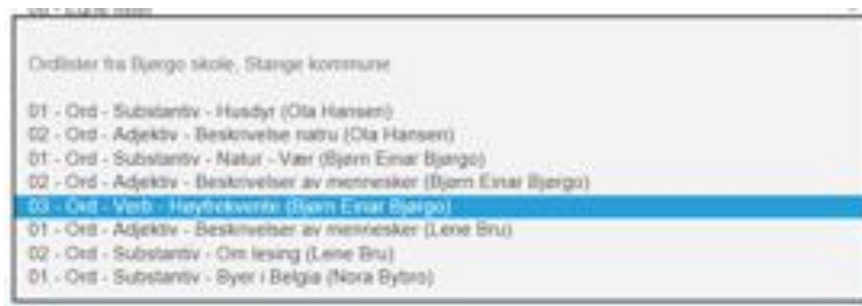 Ordlister fra Bjørgo skole, Stange kommune
01 - Ord - Substantiv - Husdyr (Ola Hansen)
02 - Ord - Adjektiv - Beskrivelse natru (Ola Hansen)
01 - Ord - Substantiv - Natur - Vær (Bjørn Einar Bjørgo)
02 - Ord - Adjektiv - Beskrivelser av mennesker (Bjørn Einar Bjørgo)
03 - Ord - Verb - Høyfrekvente (Bjørn Einar Bjørgo)
01 - Ord - Adjektiv - Beskrivelser av mennesker (Lene Bru)
02 - Ord - Substantiv - Om lesing (Lene Bru)
01 - Ord - Substantiv - Byer i Belgia (Nora Bybro)